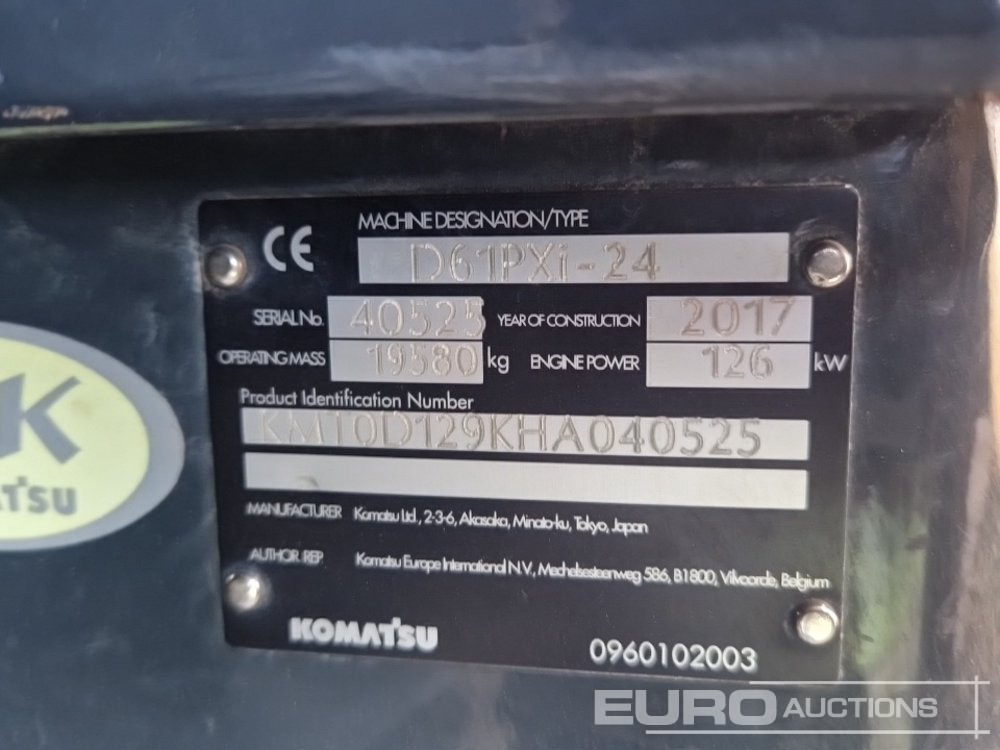 CE MACHINE DESIGNATION/TYPE
D61PXi-24
SERIAL No. 40525 YEAR OF CONSTRUCTION 2017
OPERATING MASS 19580 kg ENGINE POWER 126 kW
Product Identification Number
KMT0D129KHA040525
MANUFACTURER Komatsu Ltd., 2-3-6, Akasaka, Minato-ku, Tokyo, Japan
AUTHOR REP Komatsu Europe International N.V., Mechelsesteenweg 586, B1800, Vilvoorde, Belgium
KOMATSU 0960102003
K
ATSU
EURO AUCTIONS